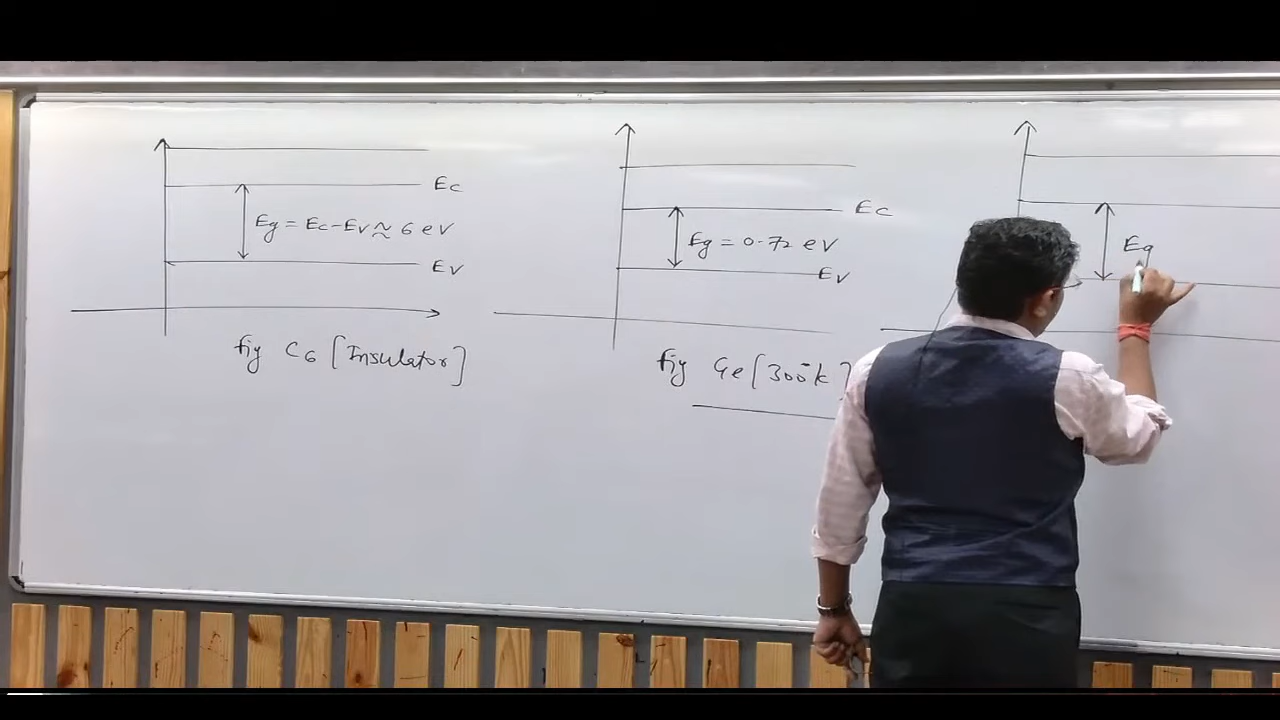 Ec
Eg = Ec-Ev ≈ 6 eV
Ev
fig C6 [Insulator]
Ec
Eg = 0.72 eV
Ev
fig Ge [300 k]
Eg